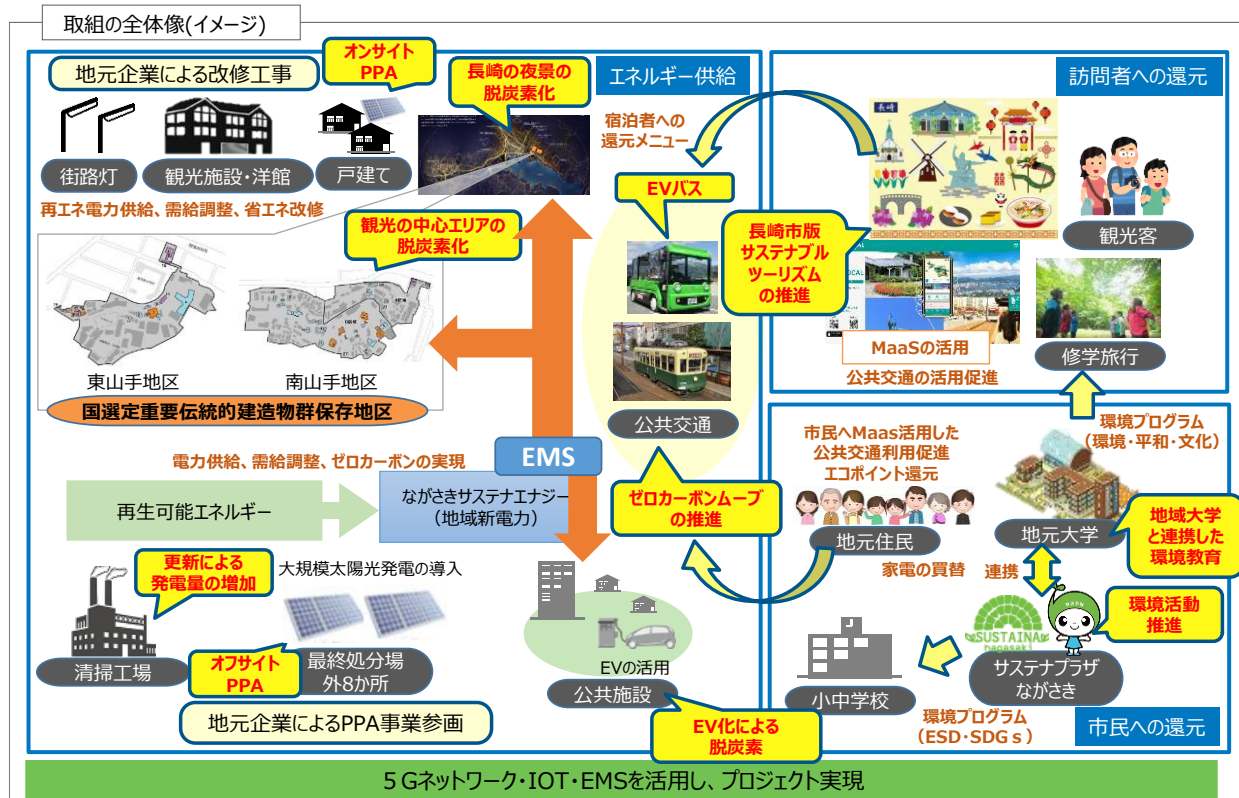 取組の全体像(イメージ)
地元企業による改修工事
オンサイト
PPA
長崎の夜景の
脱炭素化
エネルギー供給
街路灯
観光施設・洋館
戸建て
再エネ電力供給、需給調整、省エネ改修
観光の中心エリアの
脱炭素化
東山手地区
南山手地区
国選定重要伝統的建造物群保存地区
宿泊者への
還元メニュー
EVバス
公共交通
電力供給、需給調整、ゼロカーボンの実現
EMS
再生可能エネルギー
ながさきサステナエナジー
(地域新電力)
ゼロカーボンムーブ
の推進
更新による
発電量の増加
大規模太陽光発電の導入
清掃工場
オフサイト
PPA
最終処分場
外8か所
地元企業によるPPA事業参画
EVの活用
公共施設
EV化による
脱炭素
訪問者への還元
長崎
観光客
長崎市版
サステナブル
ツーリズム
の推進
MaaSの活用
公共交通の活用促進
修学旅行
市民へMaas活用した
公共交通利用促進
エコポイント還元
地元住民
家電の買替
環境プログラム
(環境・平和・文化)
地元大学
地域大学
と連携した
環境教育
連携
SUSTAINA
nagasaki
環境活動
推進
サステナプラザ
ながさき
小中学校
環境プログラム
(ESD・SDGs)
市民への還元
5Gネットワーク・IOT・EMSを活用し、プロジェクト実現